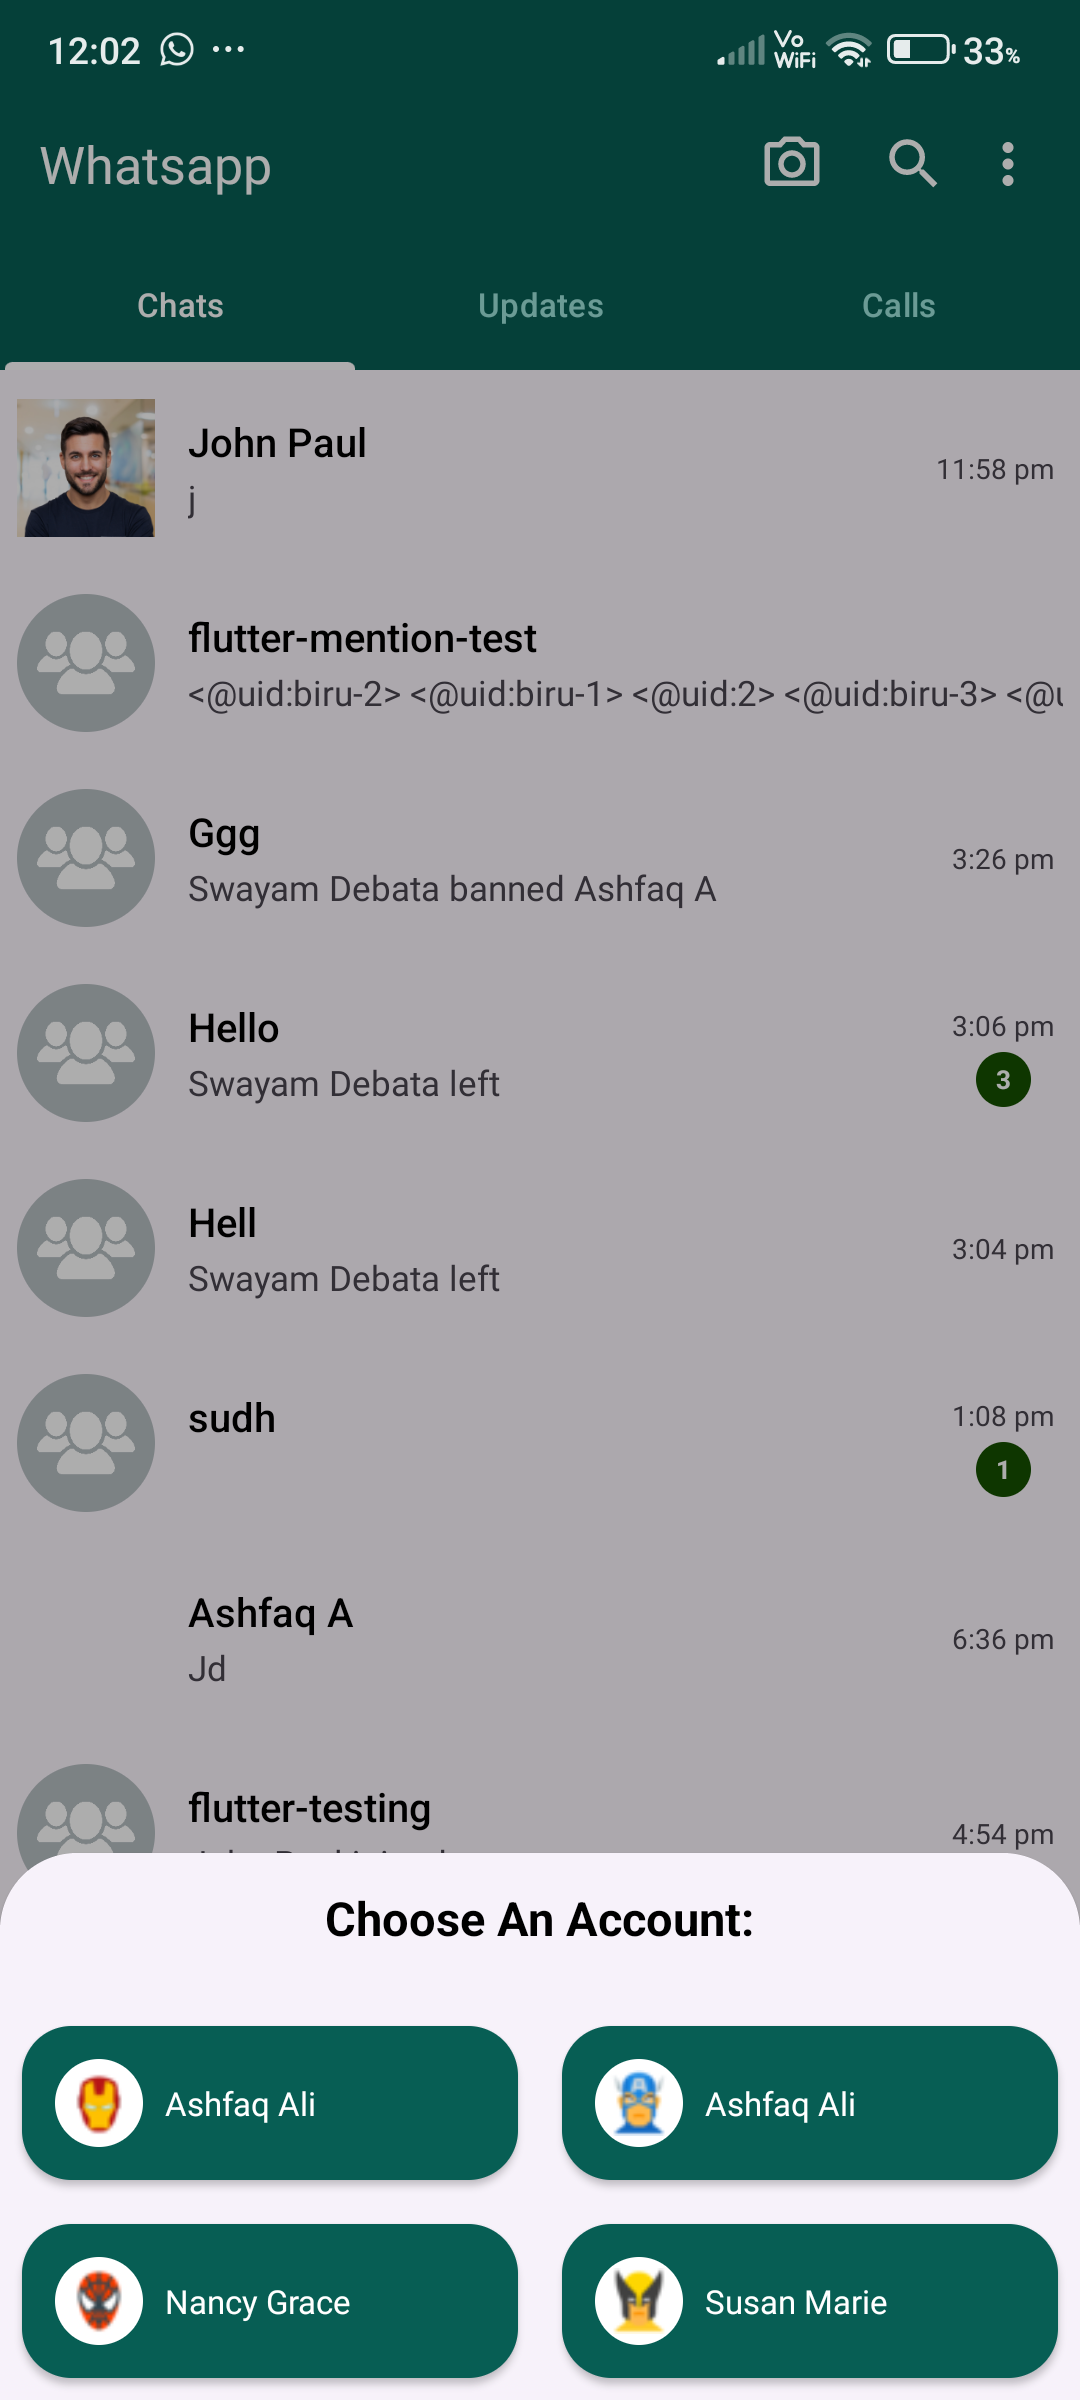 12:02 Vo WiFi 33%
Whatsapp
Chats Updates Calls
John Paul
11:58 pm
j
flutter-mention-test
<@uid:biru-2> <@uid:biru-1> <@uid:2> <@uid:biru-3> <@u
Ggg
3:26 pm
Swayam Debata banned Ashfaq A
Hello
3:06 pm
Swayam Debata left
3
Hell
3:04 pm
Swayam Debata left
sudh
1:08 pm
1
Ashfaq A
6:36 pm
Jd
flutter-testing
4:54 pm
Choose An Account:
Ashfaq Ali Ashfaq Ali
Nancy Grace Susan Marie